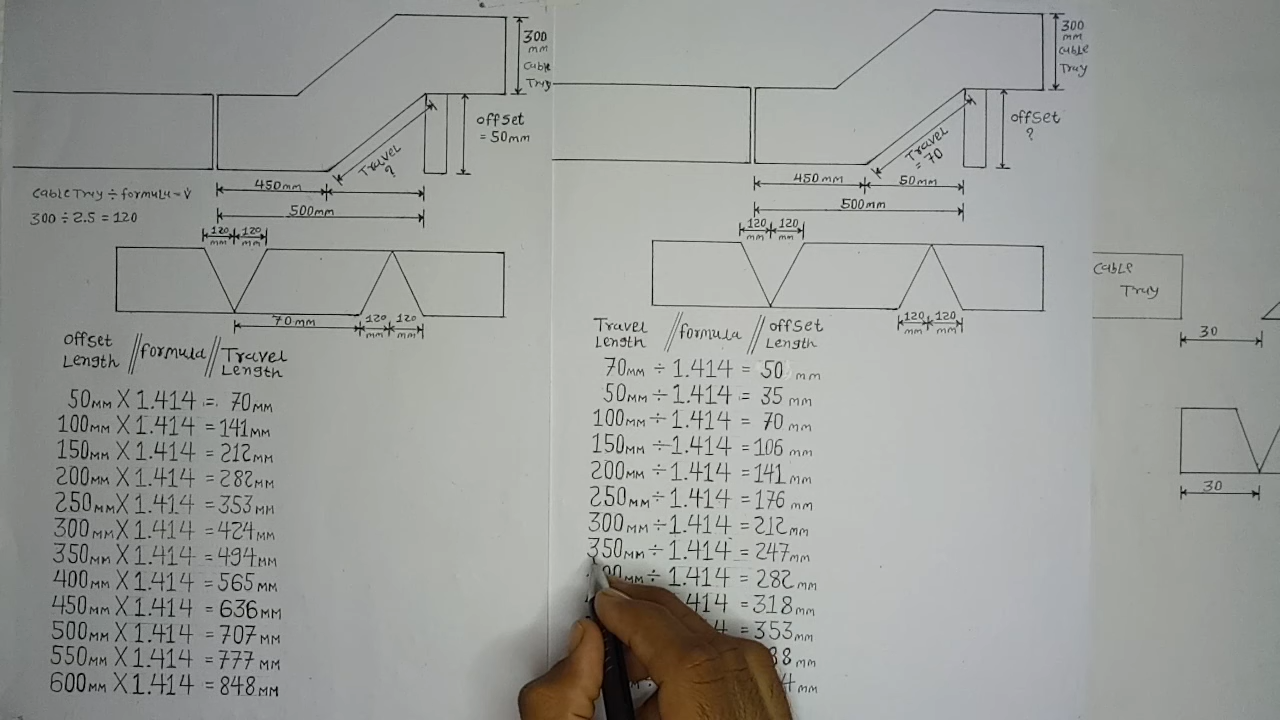 300
mm
Cable
Tray
offset
= 50mm
Travel
?
450mm
500mm
Cable Tray ÷ formula = V
300 ÷ 2.5 = 120
120 120
mm mm
70mm 120 120
mm mm
offset // formula // Travel
Length Length
50MM X 1.414 = 70MM
100MM X 1.414 = 141MM
150MM X 1.414 = 212MM
200MM X 1.414 = 282MM
250MM X 1.414 = 353MM
300MM X 1.414 = 424MM
350MM X 1.414 = 494MM
400MM X 1.414 = 565MM
450MM X 1.414 = 636MM
500MM X 1.414 = 707MM
550MM X 1.414 = 777MM
600MM X 1.414 = 848MM
300
mm
Cable
Tray
offset
?
Travel
= 70
450mm 50mm
500mm
120 120
mm mm
120 120
mm mm
Travel // formula // offset
Length Length
70MM ÷ 1.414 = 50 mm
50MM ÷ 1.414 = 35 mm
100MM ÷ 1.414 = 70 mm
150MM ÷ 1.414 = 106 mm
200MM ÷ 1.414 = 141 mm
250MM ÷ 1.414 = 176 mm
300MM ÷ 1.414 = 212 mm
350MM ÷ 1.414 = 247mm
MM ÷ 1.414 = 282 mm
414 = 318 mm
= 353 mm
mm
mm
Cable
Tray
30
30